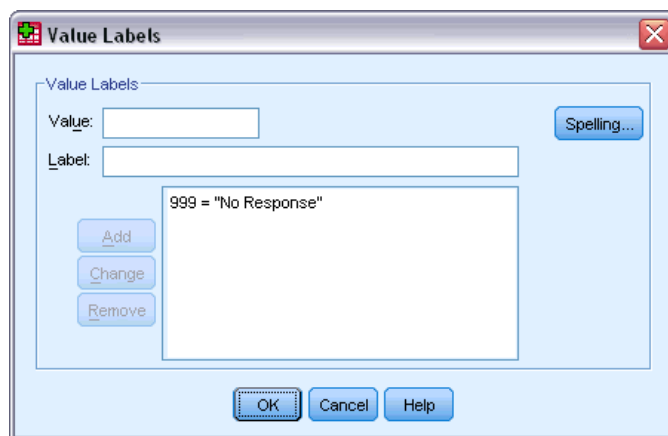 Value Labels
Value Labels
Value:
Spelling...
Label:
999 = "No Response"
Add
Change
Remove
OK
Cancel
Help